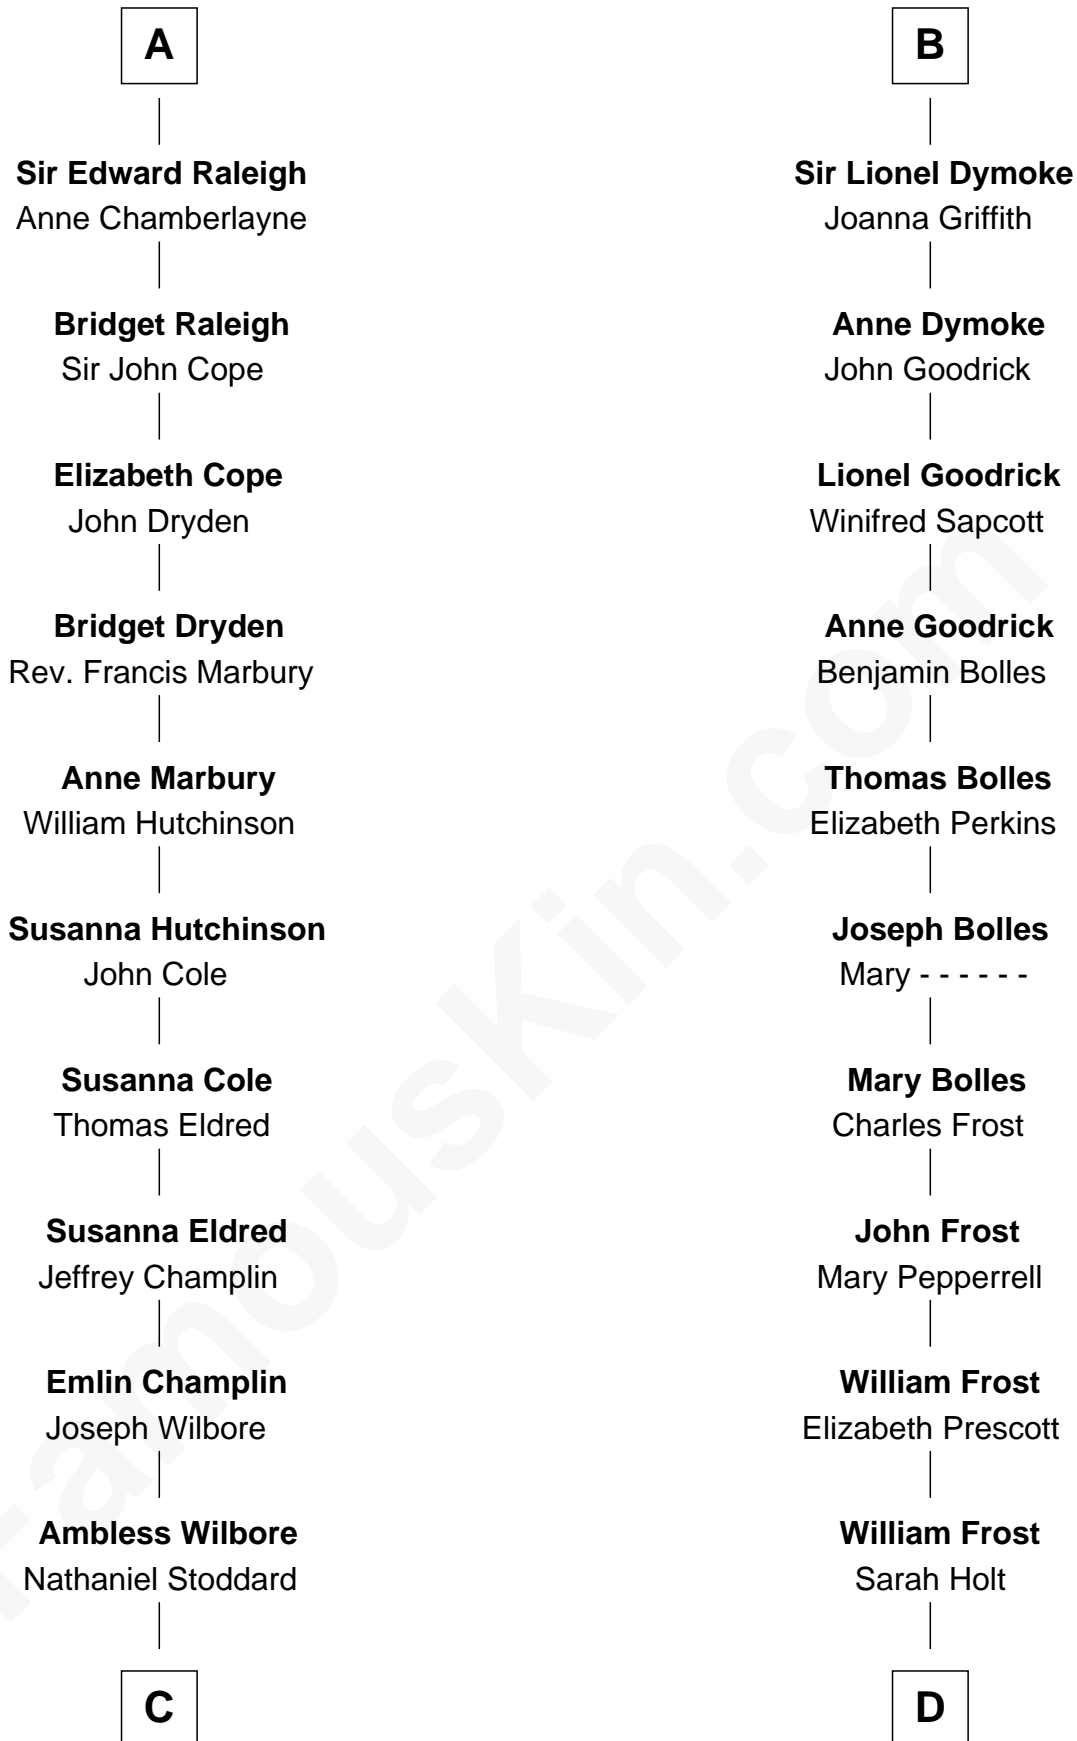 A
Sir Edward Raleigh
Anne Chamberlayne
Bridget Raleigh
Sir John Cope
Elizabeth Cope
John Dryden
Bridget Dryden
Rev. Francis Marbury
Anne Marbury
William Hutchinson
Susanna Hutchinson
John Cole
Susanna Cole
Thomas Eldred
Susanna Eldred
Jeffrey Champlin
Emlin Champlin
Joseph Wilbore
Ambless Wilbore
Nathaniel Stoddard
C
B
Sir Lionel Dymoke
Joanna Griffith
Anne Dymoke
John Goodrick
Lionel Goodrick
Winifred Sapcott
Anne Goodrick
Benjamin Bolles
Thomas Bolles
Elizabeth Perkins
Joseph Bolles
Mary - - - - - -
Mary Bolles
Charles Frost
John Frost
Mary Pepperrell
William Frost
Elizabeth Prescott
William Frost
Sarah Holt
D
FamousKin.com